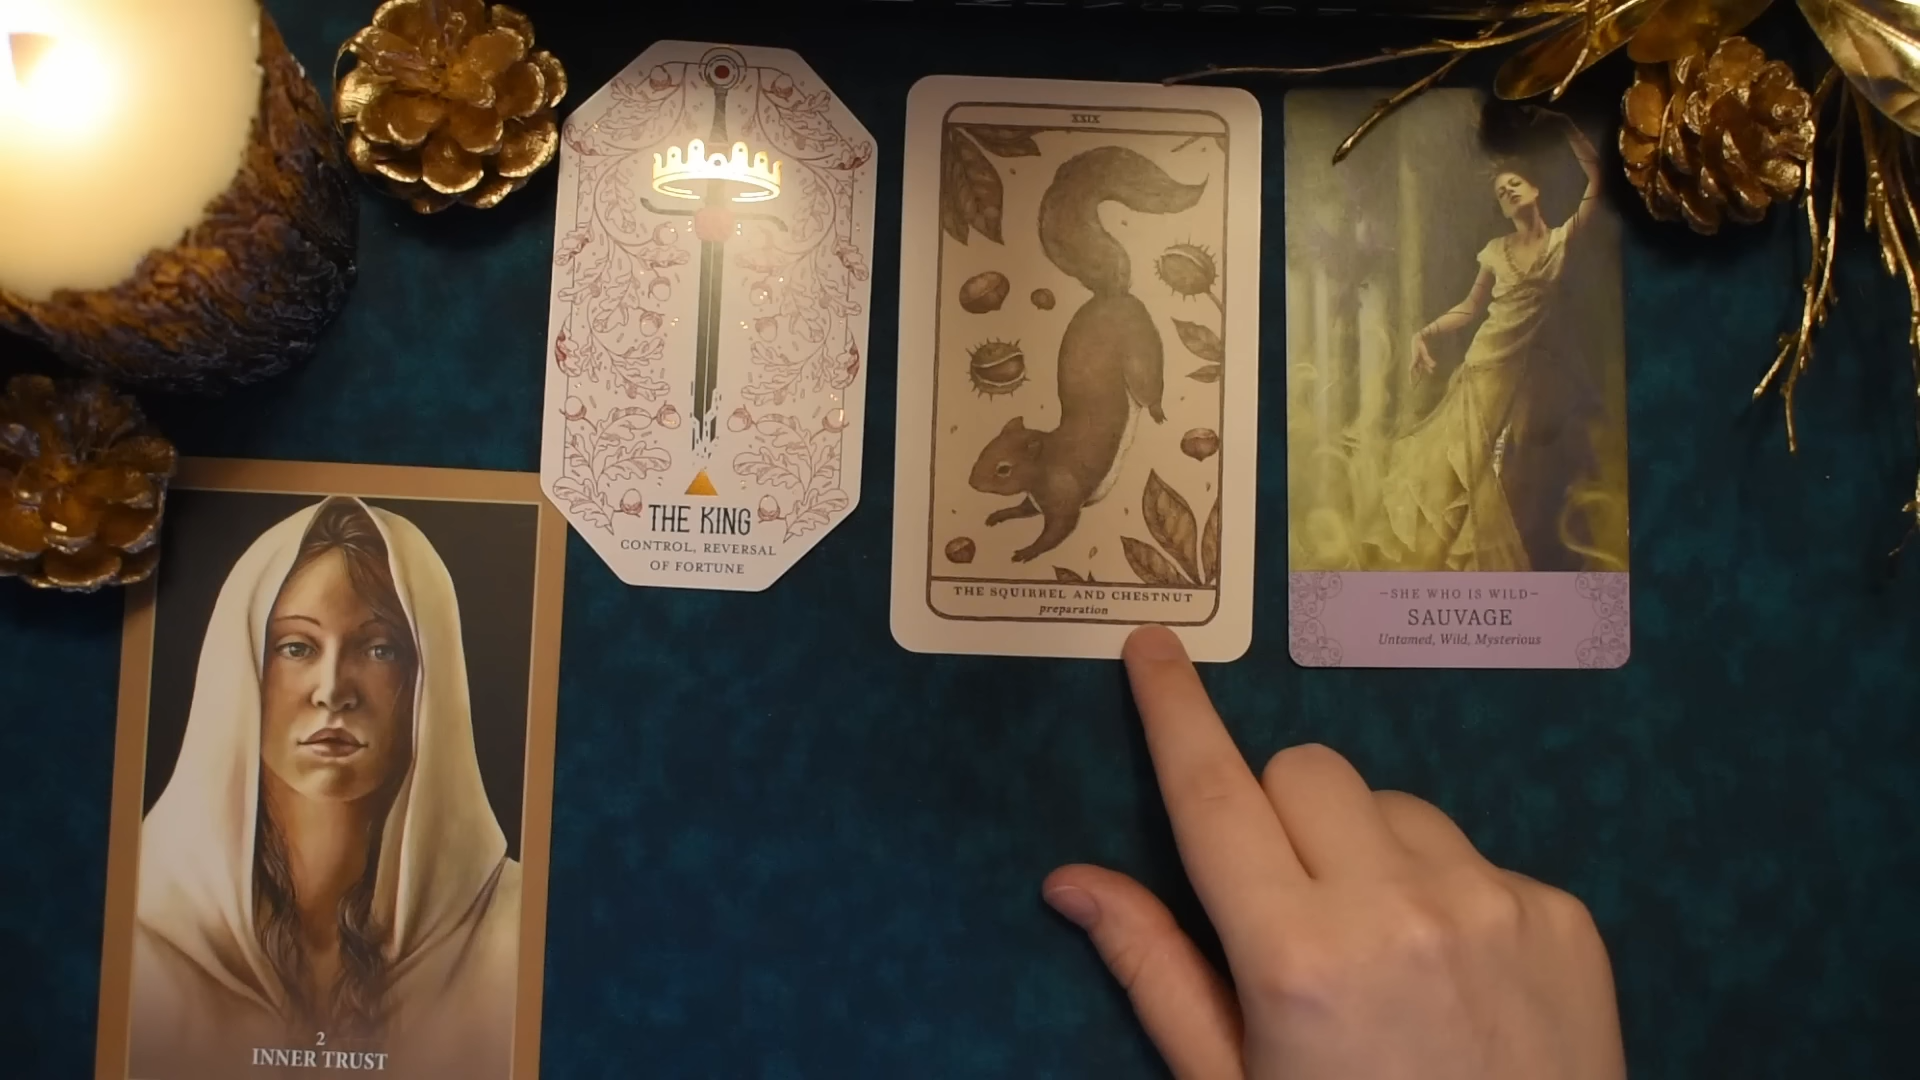 THE KING
CONTROL, REVERSAL
OF FORTUNE
XXIX
THE SQUIRREL AND CHESTNUT
preparation
~SHE WHO IS WILD~
SAUVAGE
Untamed, Wild, Mysterious
2
INNER TRUST